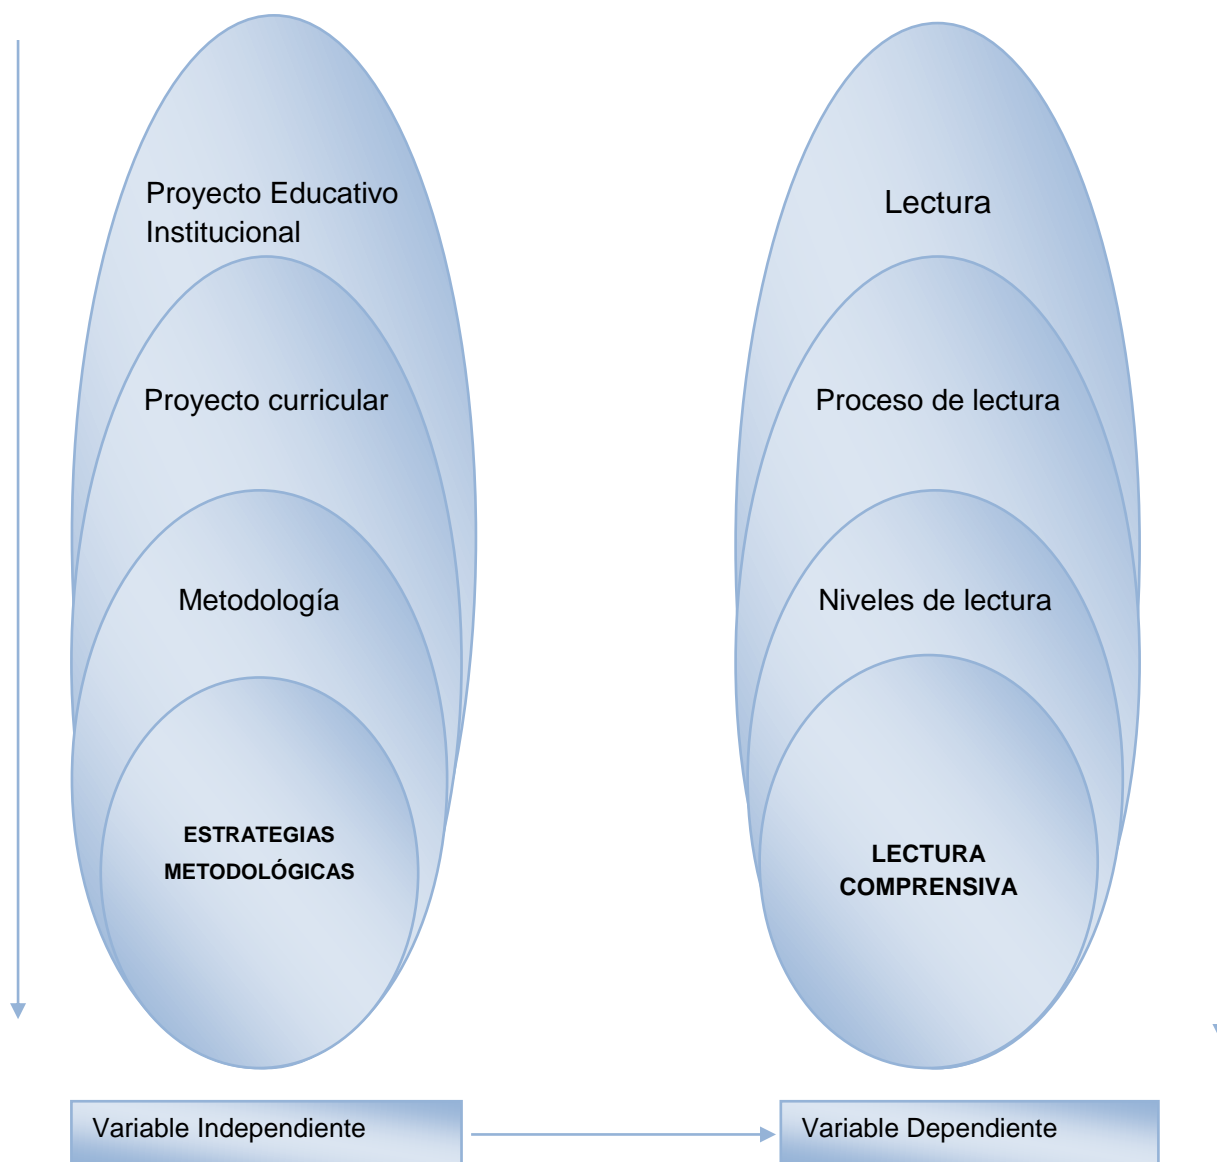 Proyecto Educativo
Institucional
Proyecto curricular
Metodología
ESTRATEGIAS
METODOLÓGICAS
Variable Independiente
Lectura
Proceso de lectura
Niveles de lectura
LECTURA
COMPRENSIVA
Variable Dependiente